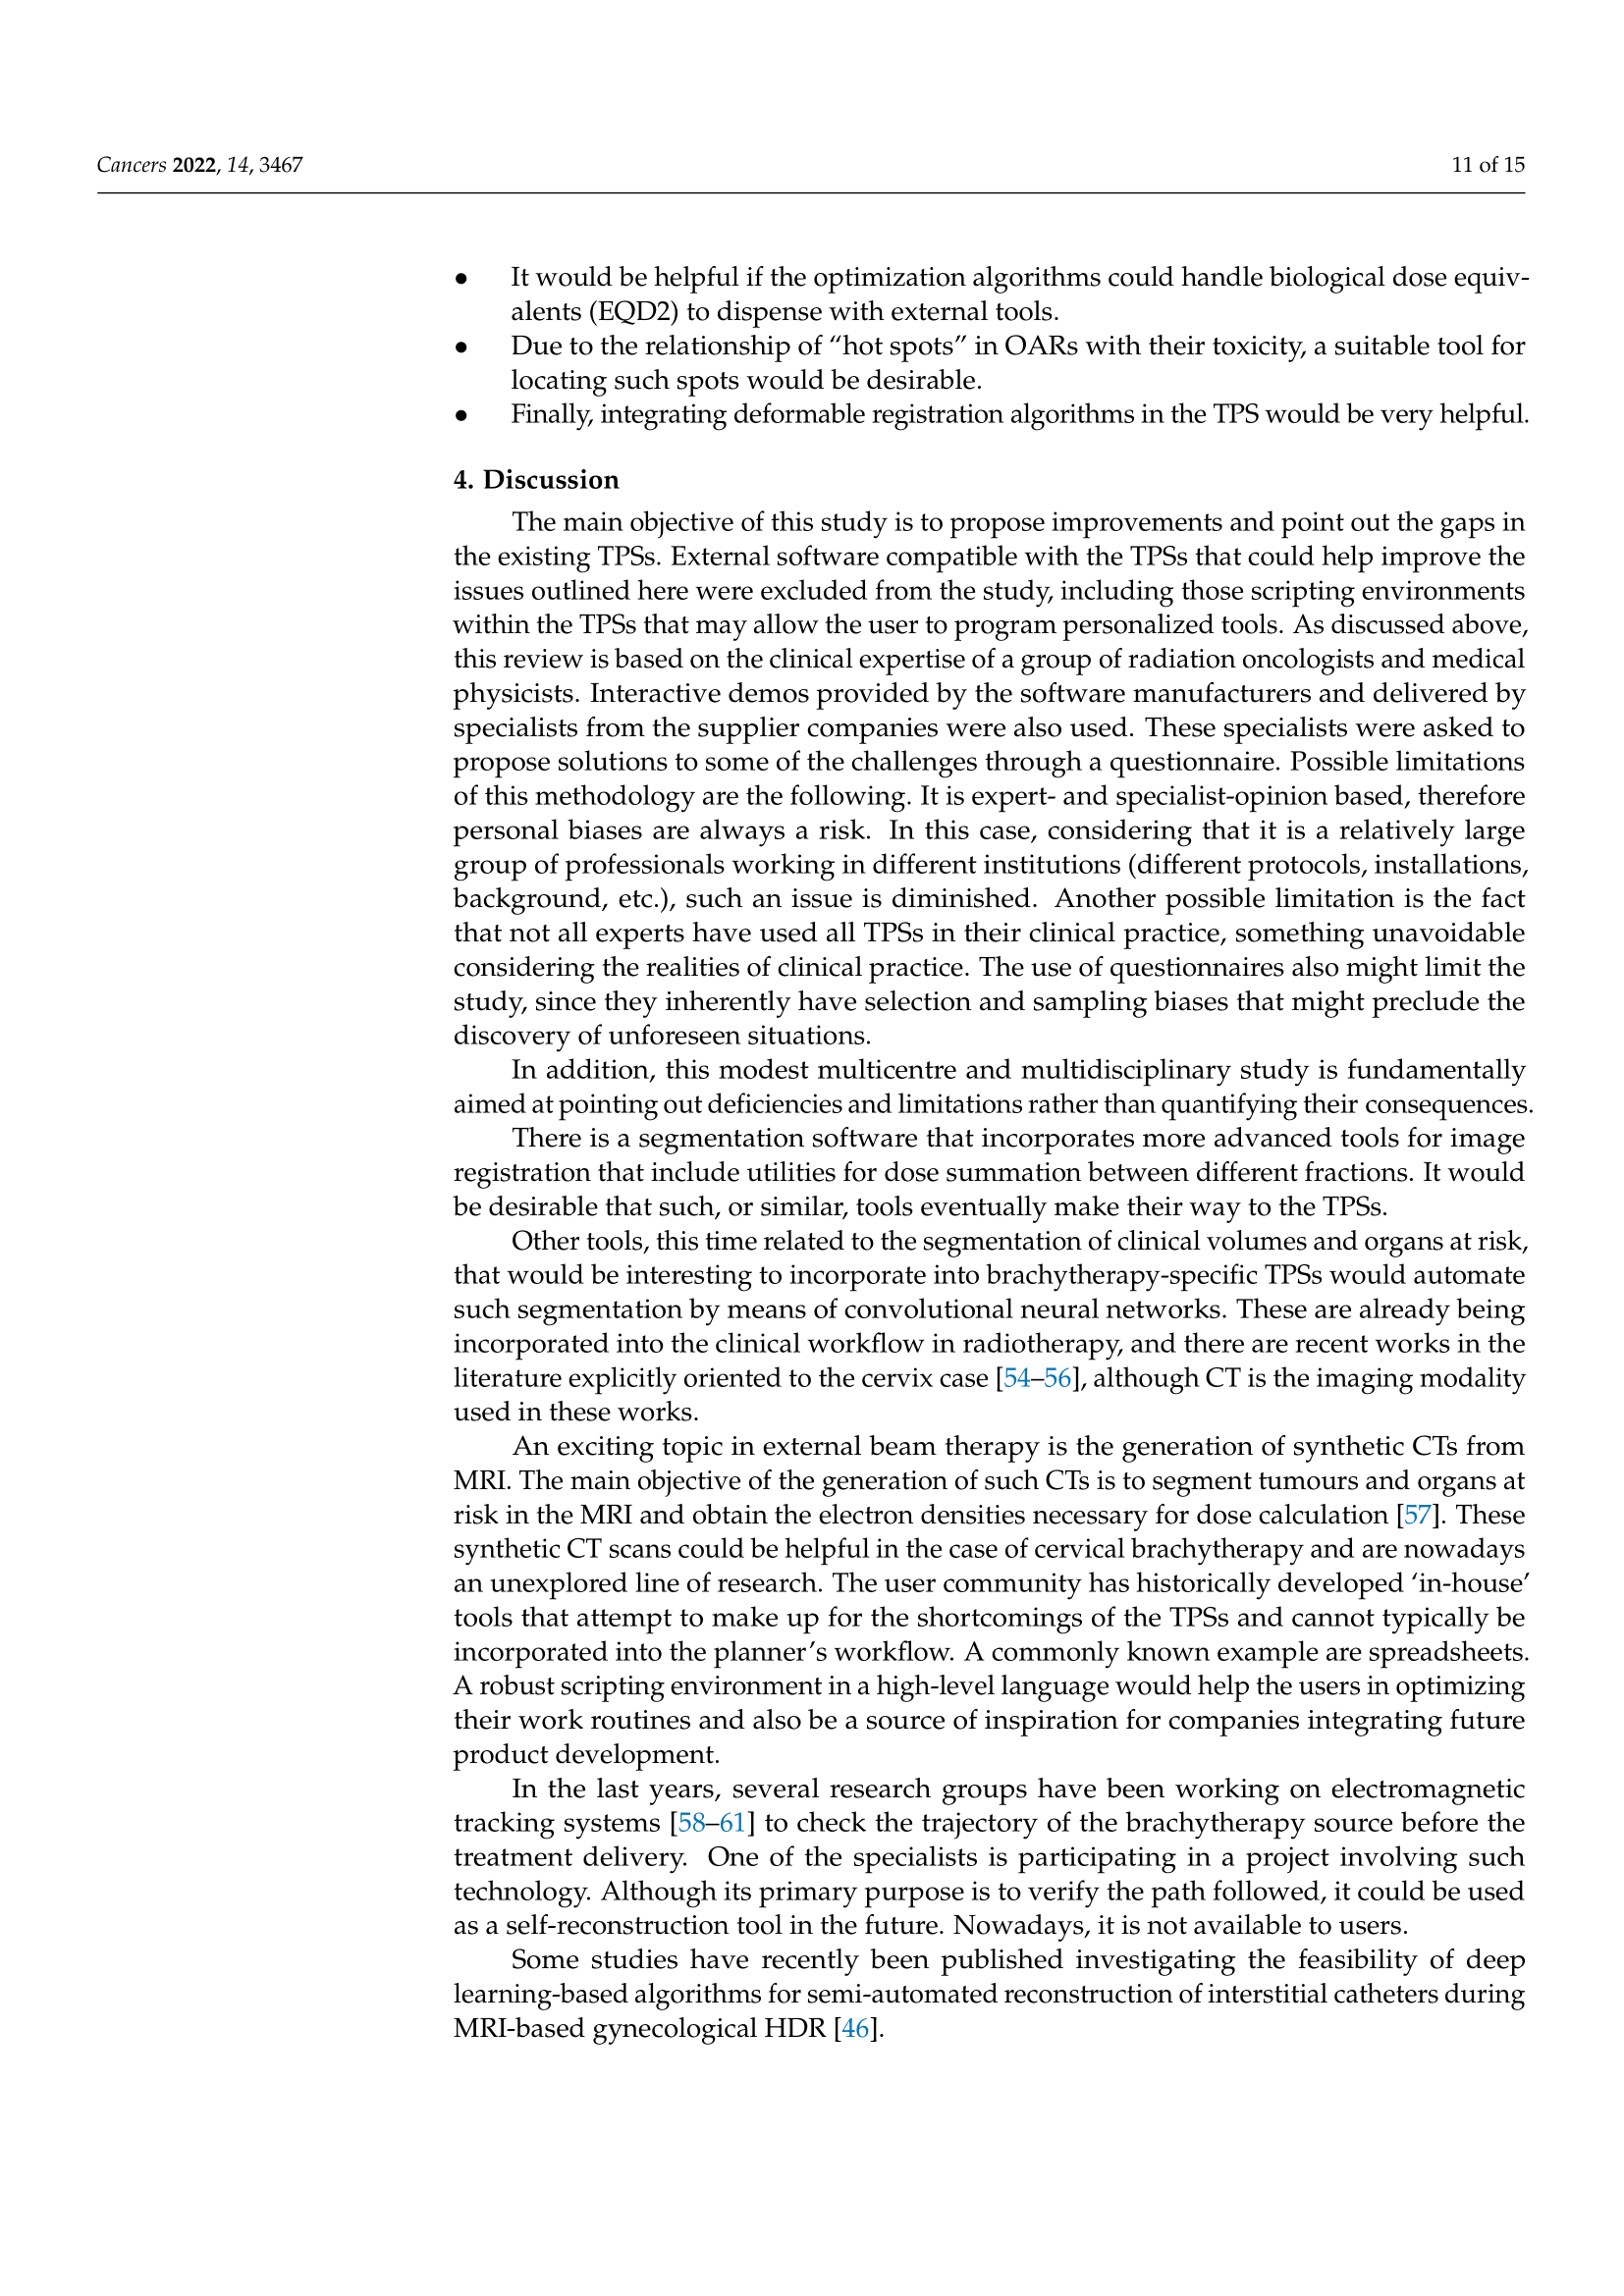 Cancers 2022, 14, 3467
11 of 15
• It would be helpful if the optimization algorithms could handle biological dose equiv-
alents (EQD2) to dispense with external tools.
• Due to the relationship of “hot spots” in OARs with their toxicity, a suitable tool for
locating such spots would be desirable.
• Finally, integrating deformable registration algorithms in the TPS would be very helpful.
4. Discussion
The main objective of this study is to propose improvements and point out the gaps in
the existing TPSs. External software compatible with the TPSs that could help improve the
issues outlined here were excluded from the study, including those scripting environments
within the TPSs that may allow the user to program personalized tools. As discussed above,
this review is based on the clinical expertise of a group of radiation oncologists and medical
physicists. Interactive demos provided by the software manufacturers and delivered by
specialists from the supplier companies were also used. These specialists were asked to
propose solutions to some of the challenges through a questionnaire. Possible limitations
of this methodology are the following. It is expert- and specialist-opinion based, therefore
personal biases are always a risk. In this case, considering that it is a relatively large
group of professionals working in different institutions (different protocols, installations,
background, etc.), such an issue is diminished. Another possible limitation is the fact
that not all experts have used all TPSs in their clinical practice, something unavoidable
considering the realities of clinical practice. The use of questionnaires also might limit the
study, since they inherently have selection and sampling biases that might preclude the
discovery of unforeseen situations.
In addition, this modest multicentre and multidisciplinary study is fundamentally
aimed at pointing out deficiencies and limitations rather than quantifying their consequences.
There is a segmentation software that incorporates more advanced tools for image
registration that include utilities for dose summation between different fractions. It would
be desirable that such, or similar, tools eventually make their way to the TPSs.
Other tools, this time related to the segmentation of clinical volumes and organs at risk,
that would be interesting to incorporate into brachytherapy-specific TPSs would automate
such segmentation by means of convolutional neural networks. These are already being
incorporated into the clinical workflow in radiotherapy, and there are recent works in the
literature explicitly oriented to the cervix case [54–56], although CT is the imaging modality
used in these works.
An exciting topic in external beam therapy is the generation of synthetic CTs from
MRI. The main objective of the generation of such CTs is to segment tumours and organs at
risk in the MRI and obtain the electron densities necessary for dose calculation [57]. These
synthetic CT scans could be helpful in the case of cervical brachytherapy and are nowadays
an unexplored line of research. The user community has historically developed ‘in-house’
tools that attempt to make up for the shortcomings of the TPSs and cannot typically be
incorporated into the planner’s workflow. A commonly known example are spreadsheets.
A robust scripting environment in a high-level language would help the users in optimizing
their work routines and also be a source of inspiration for companies integrating future
product development.
In the last years, several research groups have been working on electromagnetic
tracking systems [58–61] to check the trajectory of the brachytherapy source before the
treatment delivery. One of the specialists is participating in a project involving such
technology. Although its primary purpose is to verify the path followed, it could be used
as a self-reconstruction tool in the future. Nowadays, it is not available to users.
Some studies have recently been published investigating the feasibility of deep
learning-based algorithms for semi-automated reconstruction of interstitial catheters during
MRI-based gynecological HDR [46].